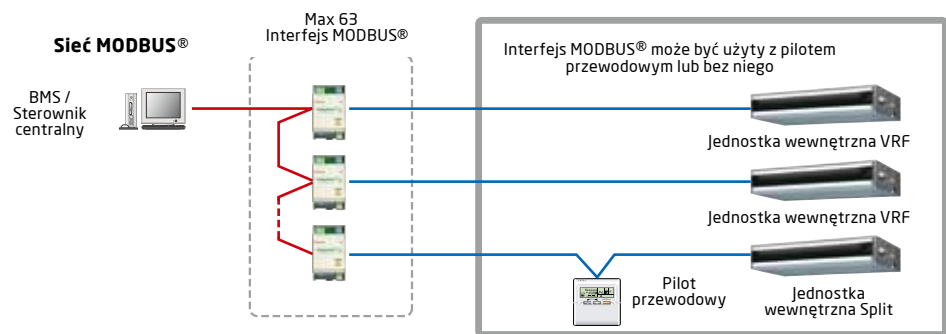 Sieć MODBUS®
Max 63
Interfejs MODBUS®
Interfejs MODBUS® może być użyty z pilotem
przewodowym lub bez niego
BMS /
Sterownik
centralny
Jednostka wewnętrzna VRF
Jednostka wewnętrzna VRF
Pilot
przewodowy
Jednostka
wewnętrzna Split